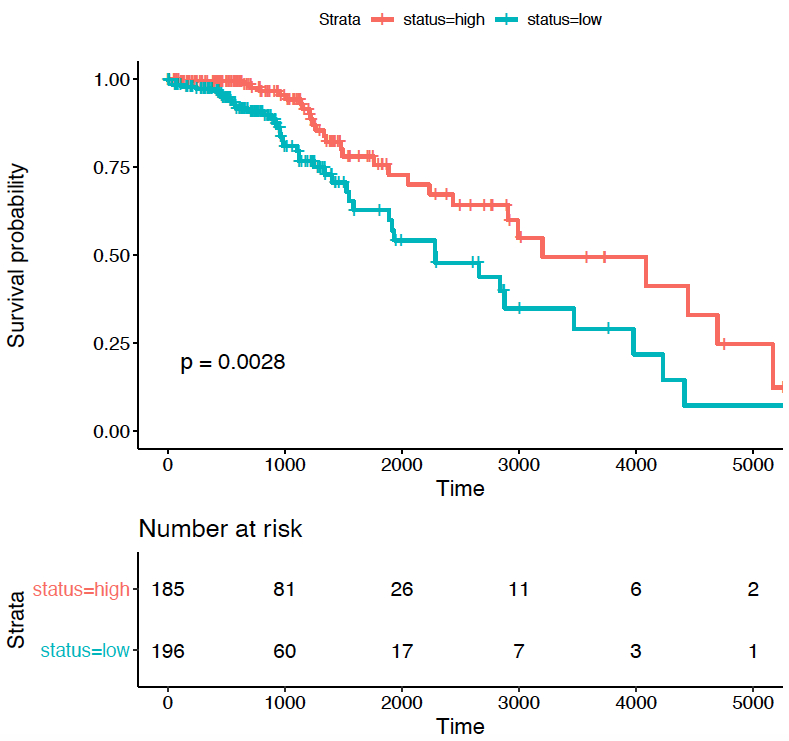 Strata status=high status=low
Survival probability
1.00
0.75
0.50
0.25
0.00
p = 0.0028
0 1000 2000 3000 4000 5000
Time
Number at risk
Strata
status=high 185 81 26 11 6 2
status=low 196 60 17 7 3 1
0 1000 2000 3000 4000 5000
Time